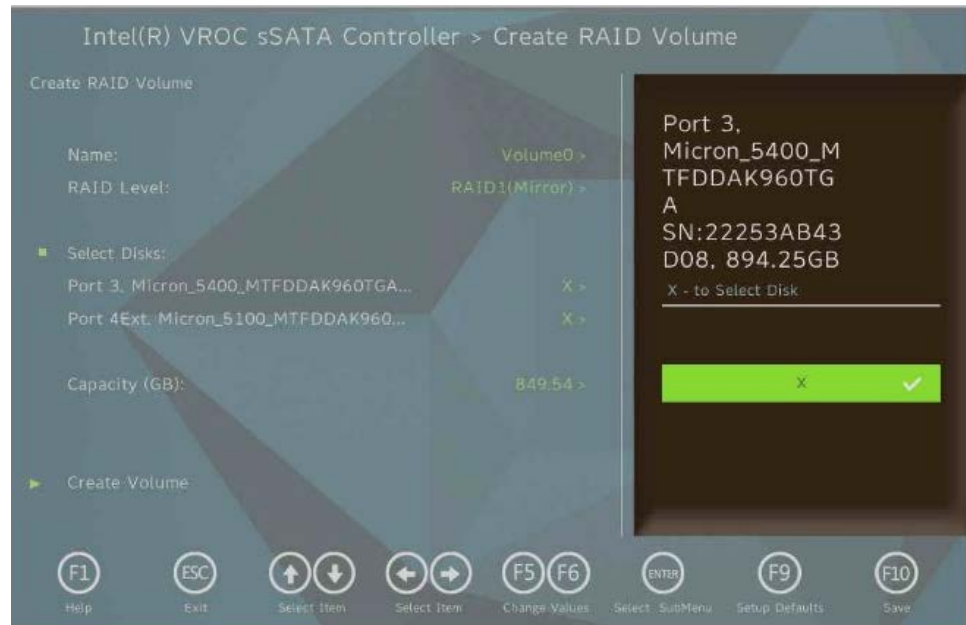 Intel(R) VROC sSATA Controller > Create RAID Volume
Create RAID Volume
Name: Volume0 >
RAID Level: RAID1(Mirror) >
Select Disks:
Port 3, Micron_5400_MTFDDAK960TGA... X >
Port 4Ext, Micron_5100_MTFDDAK960... X >
Capacity (GB): 849.54 >
Create Volume
Port 3,
Micron_5400_M
TFDDAK960TG
A
SN:22253AB43
D08, 894.25GB
X - to Select Disk
X
F1 ESC F5 F6 ENTER F9 F10
Help Exit Select Item Select Item Change Values Select SubMenu Setup Defaults Save